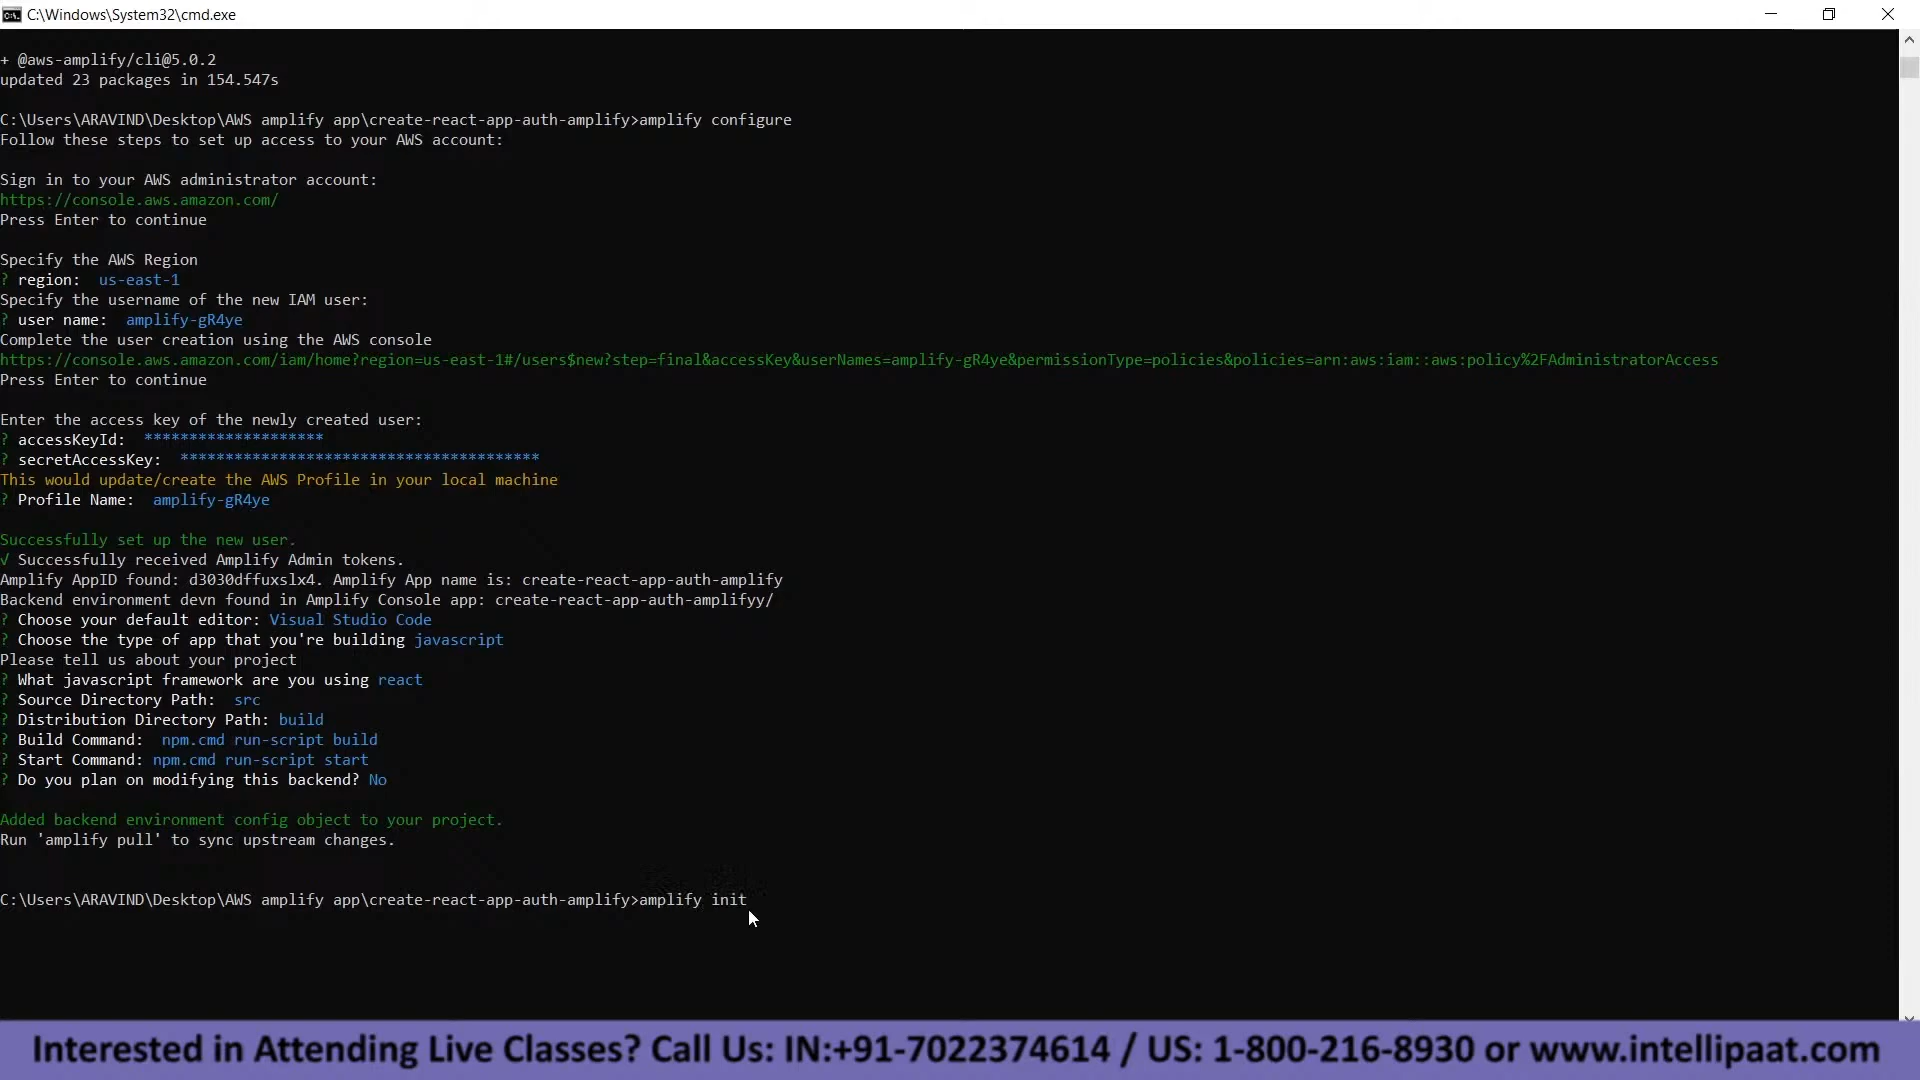 C:\Windows\System32\cmd.exe
+ @aws-amplify/cli@5.0.2
updated 23 packages in 154.547s
C:\Users\ARAVIND\Desktop\AWS amplify app\create-react-app-auth-amplify>amplify configure
Follow these steps to set up access to your AWS account:
Sign in to your AWS administrator account:
https://console.aws.amazon.com/
Press Enter to continue
Specify the AWS Region
? region:  us-east-1
Specify the username of the new IAM user:
? user name:  amplify-gR4ye
Complete the user creation using the AWS console
https://console.aws.amazon.com/iam/home?region=us-east-1#/users$new?step=final&accessKey&userNames=amplify-gR4ye&permissionType=policies&policies=arn:aws:iam::aws:policy%2FAdministratorAccess
Press Enter to continue
Enter the access key of the newly created user:
? accessKeyId:  ********************
? secretAccessKey:  ****************************************
This would update/create the AWS Profile in your local machine
? Profile Name:  amplify-gR4ye
Successfully set up the new user.
√ Successfully received Amplify Admin tokens.
Amplify AppID found: d3030dffuxslx4. Amplify App name is: create-react-app-auth-amplify
Backend environment devn found in Amplify Console app: create-react-app-auth-amplifyy/
? Choose your default editor: Visual Studio Code
? Choose the type of app that you're building javascript
Please tell us about your project
? What javascript framework are you using react
? Source Directory Path:  src
? Distribution Directory Path: build
? Build Command:  npm.cmd run-script build
? Start Command: npm.cmd run-script start
? Do you plan on modifying this backend? No
Added backend environment config object to your project.
Run 'amplify pull' to sync upstream changes.
C:\Users\ARAVIND\Desktop\AWS amplify app\create-react-app-auth-amplify>amplify init
Interested in Attending Live Classes? Call Us: IN:+91-7022374614 / US: 1-800-216-8930 or www.intellipaat.com